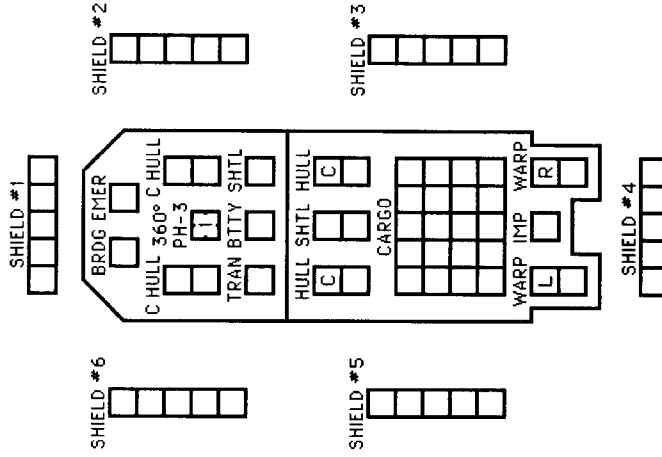 SHIELD #1
SHIELD #2
SHIELD #3
SHIELD #4
SHIELD #5
SHIELD #6
BRDG EMER
C HULL 360° C HULL
PH-3
1
TRAN BTTY SHTL
HULL SHTL HULL
C C
CARGO
WARP IMP WARP
L R